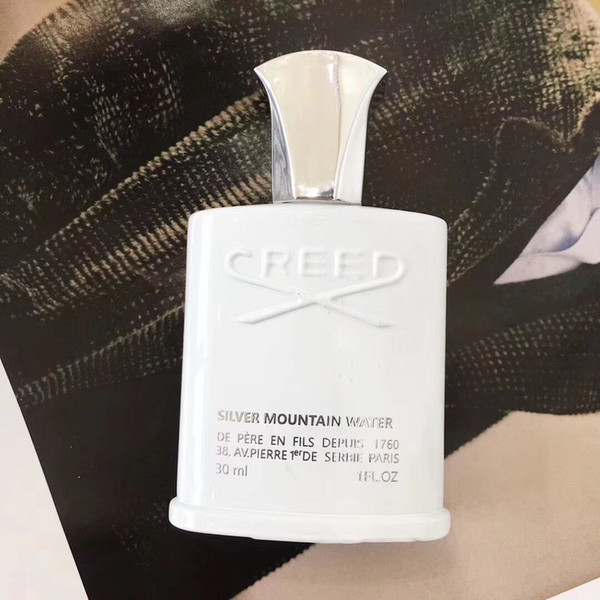 CREED
SILVER MOUNTAIN WATER
DE PÈRE EN FILS DEPUIS 1760
38, AV.PIERRE 1er DE SERBIE PARIS
30 ml 1FL.OZ